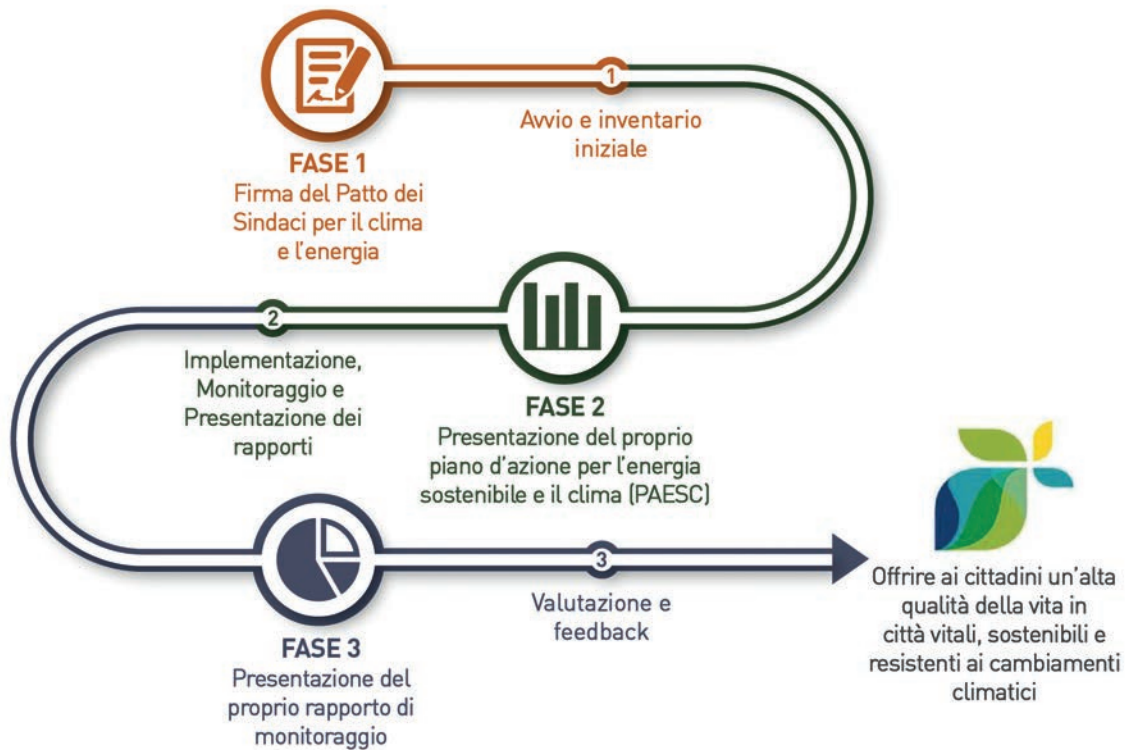 1
Avvio e inventario
iniziale
FASE 1
Firma del Patto dei
Sindaci per il clima
e l'energia
2
Implementazione,
Monitoraggio e
Presentazione dei
rapporti
FASE 2
Presentazione del proprio
piano d'azione per l'energia
sostenibile e il clima (PAESC)
FASE 3
Presentazione del
proprio rapporto di
monitoraggio
3
Valutazione e
feedback
Offrire ai cittadini un'alta
qualità della vita in
città vitali, sostenibili e
resistenti ai cambiamenti
climatici